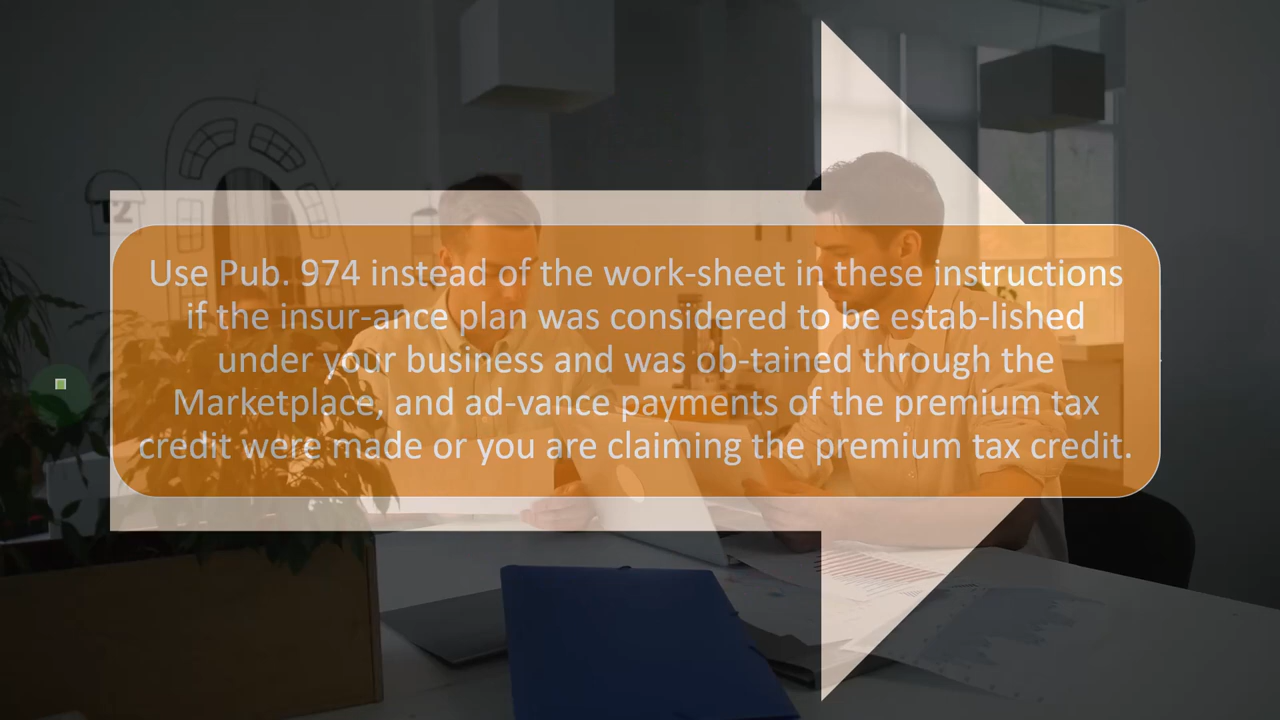 12
Use Pub. 974 instead of the work-sheet in these instructions
if the insur-ance plan was considered to be estab-lished
under your business and was ob-tained through the
Marketplace, and ad-vance payments of the premium tax
credit were made or you are claiming the premium tax credit.